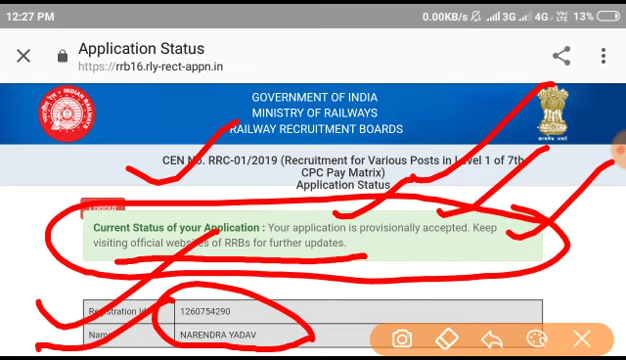 12:27 PM 0.00KB/s 3G 4G VoLTE 13%
Application Status
https://rrb16.rly-rect-appn.in
GOVERNMENT OF INDIA
MINISTRY OF RAILWAYS
RAILWAY RECRUITMENT BOARDS
CEN No. RRC-01/2019 (Recruitment for Various Posts in Level 1 of 7th
CPC Pay Matrix)
Application Status
Logout
Current Status of your Application : Your application is provisionally accepted. Keep
visiting official websites of RRBs for further updates.
Registration Id 1260754290
Name NARENDRA YADAV